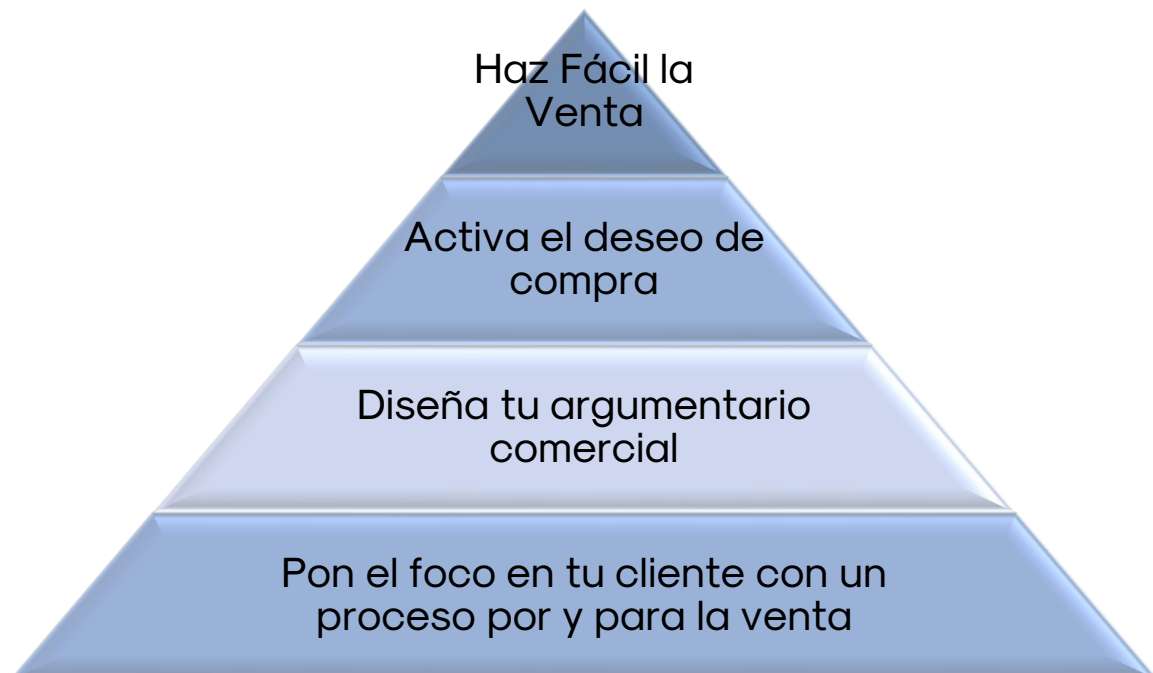 Haz Fácil la
Venta
Activa el deseo de
compra
Diseña tu argumentario
comercial
Pon el foco en tu cliente con un
proceso por y para la venta